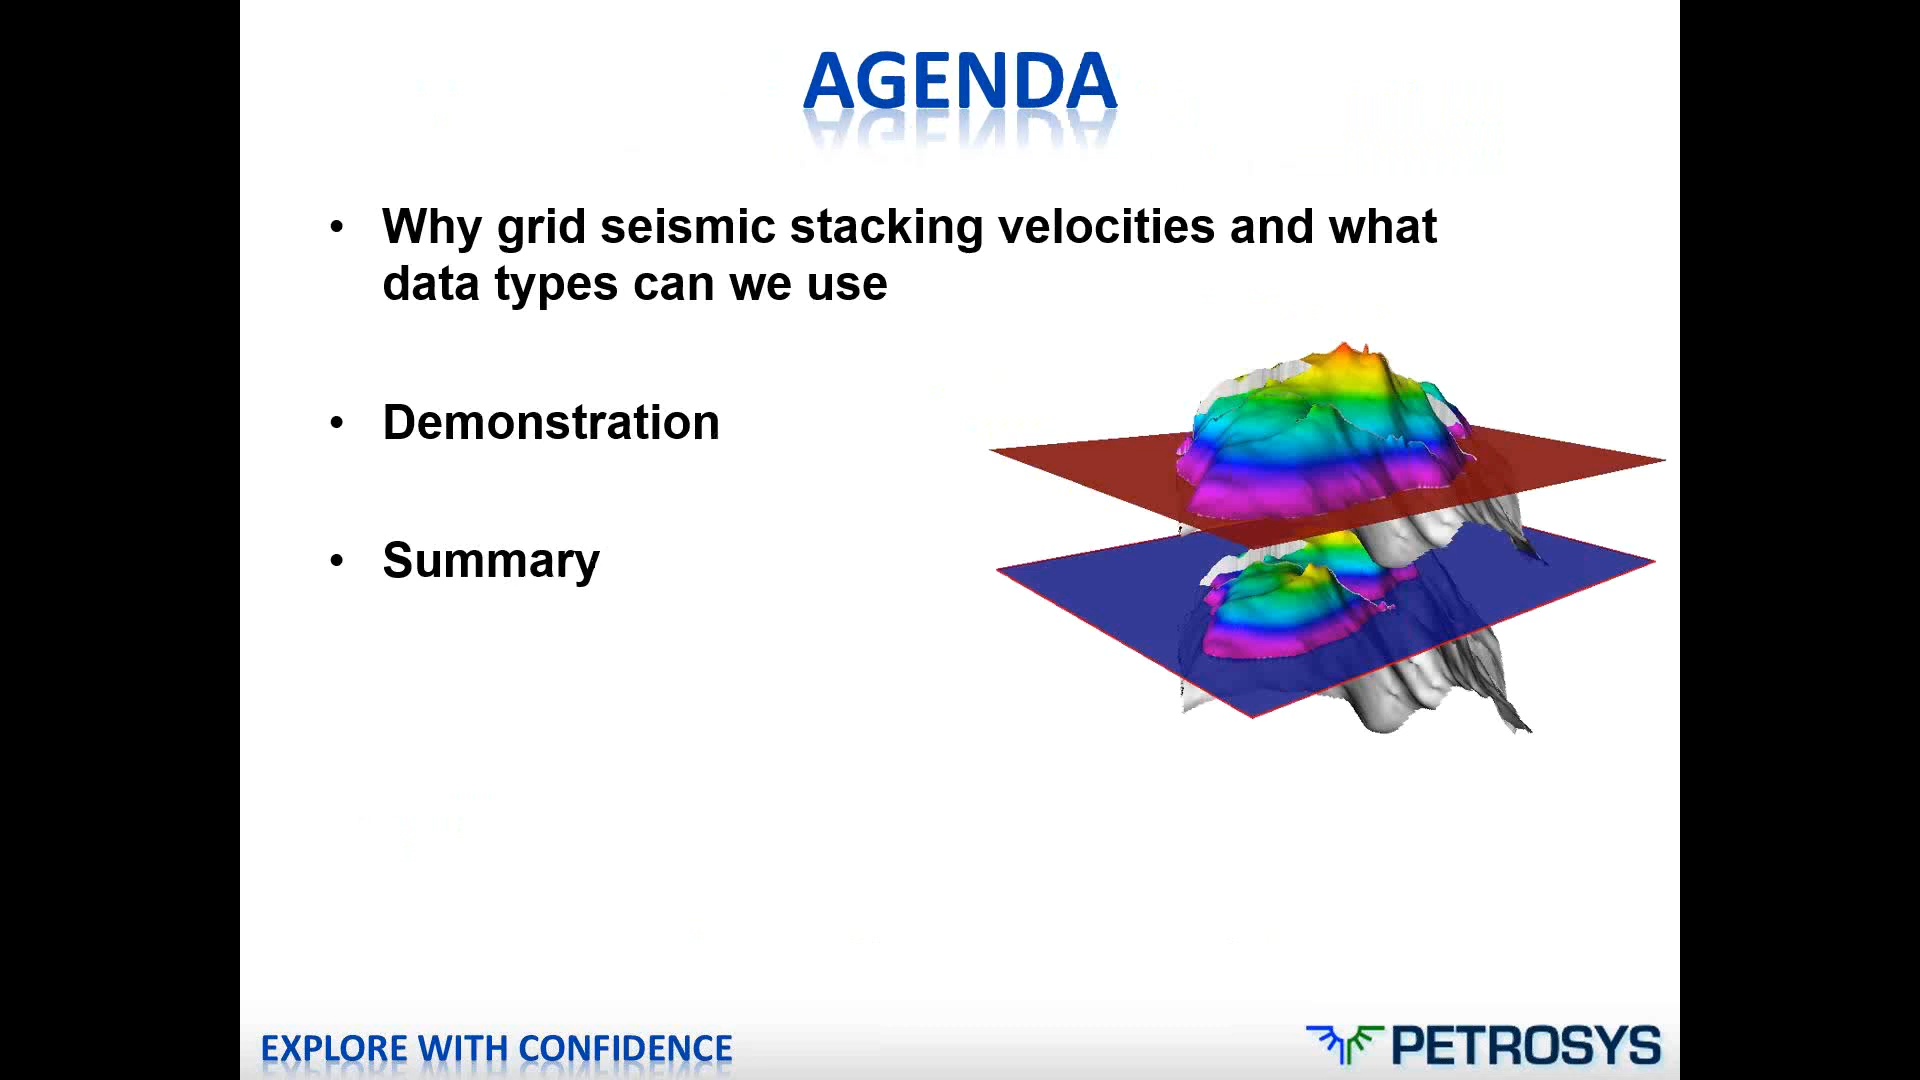 AGENDA
• Why grid seismic stacking velocities and what
data types can we use
• Demonstration
• Summary
EXPLORE WITH CONFIDENCE
PETROSYS